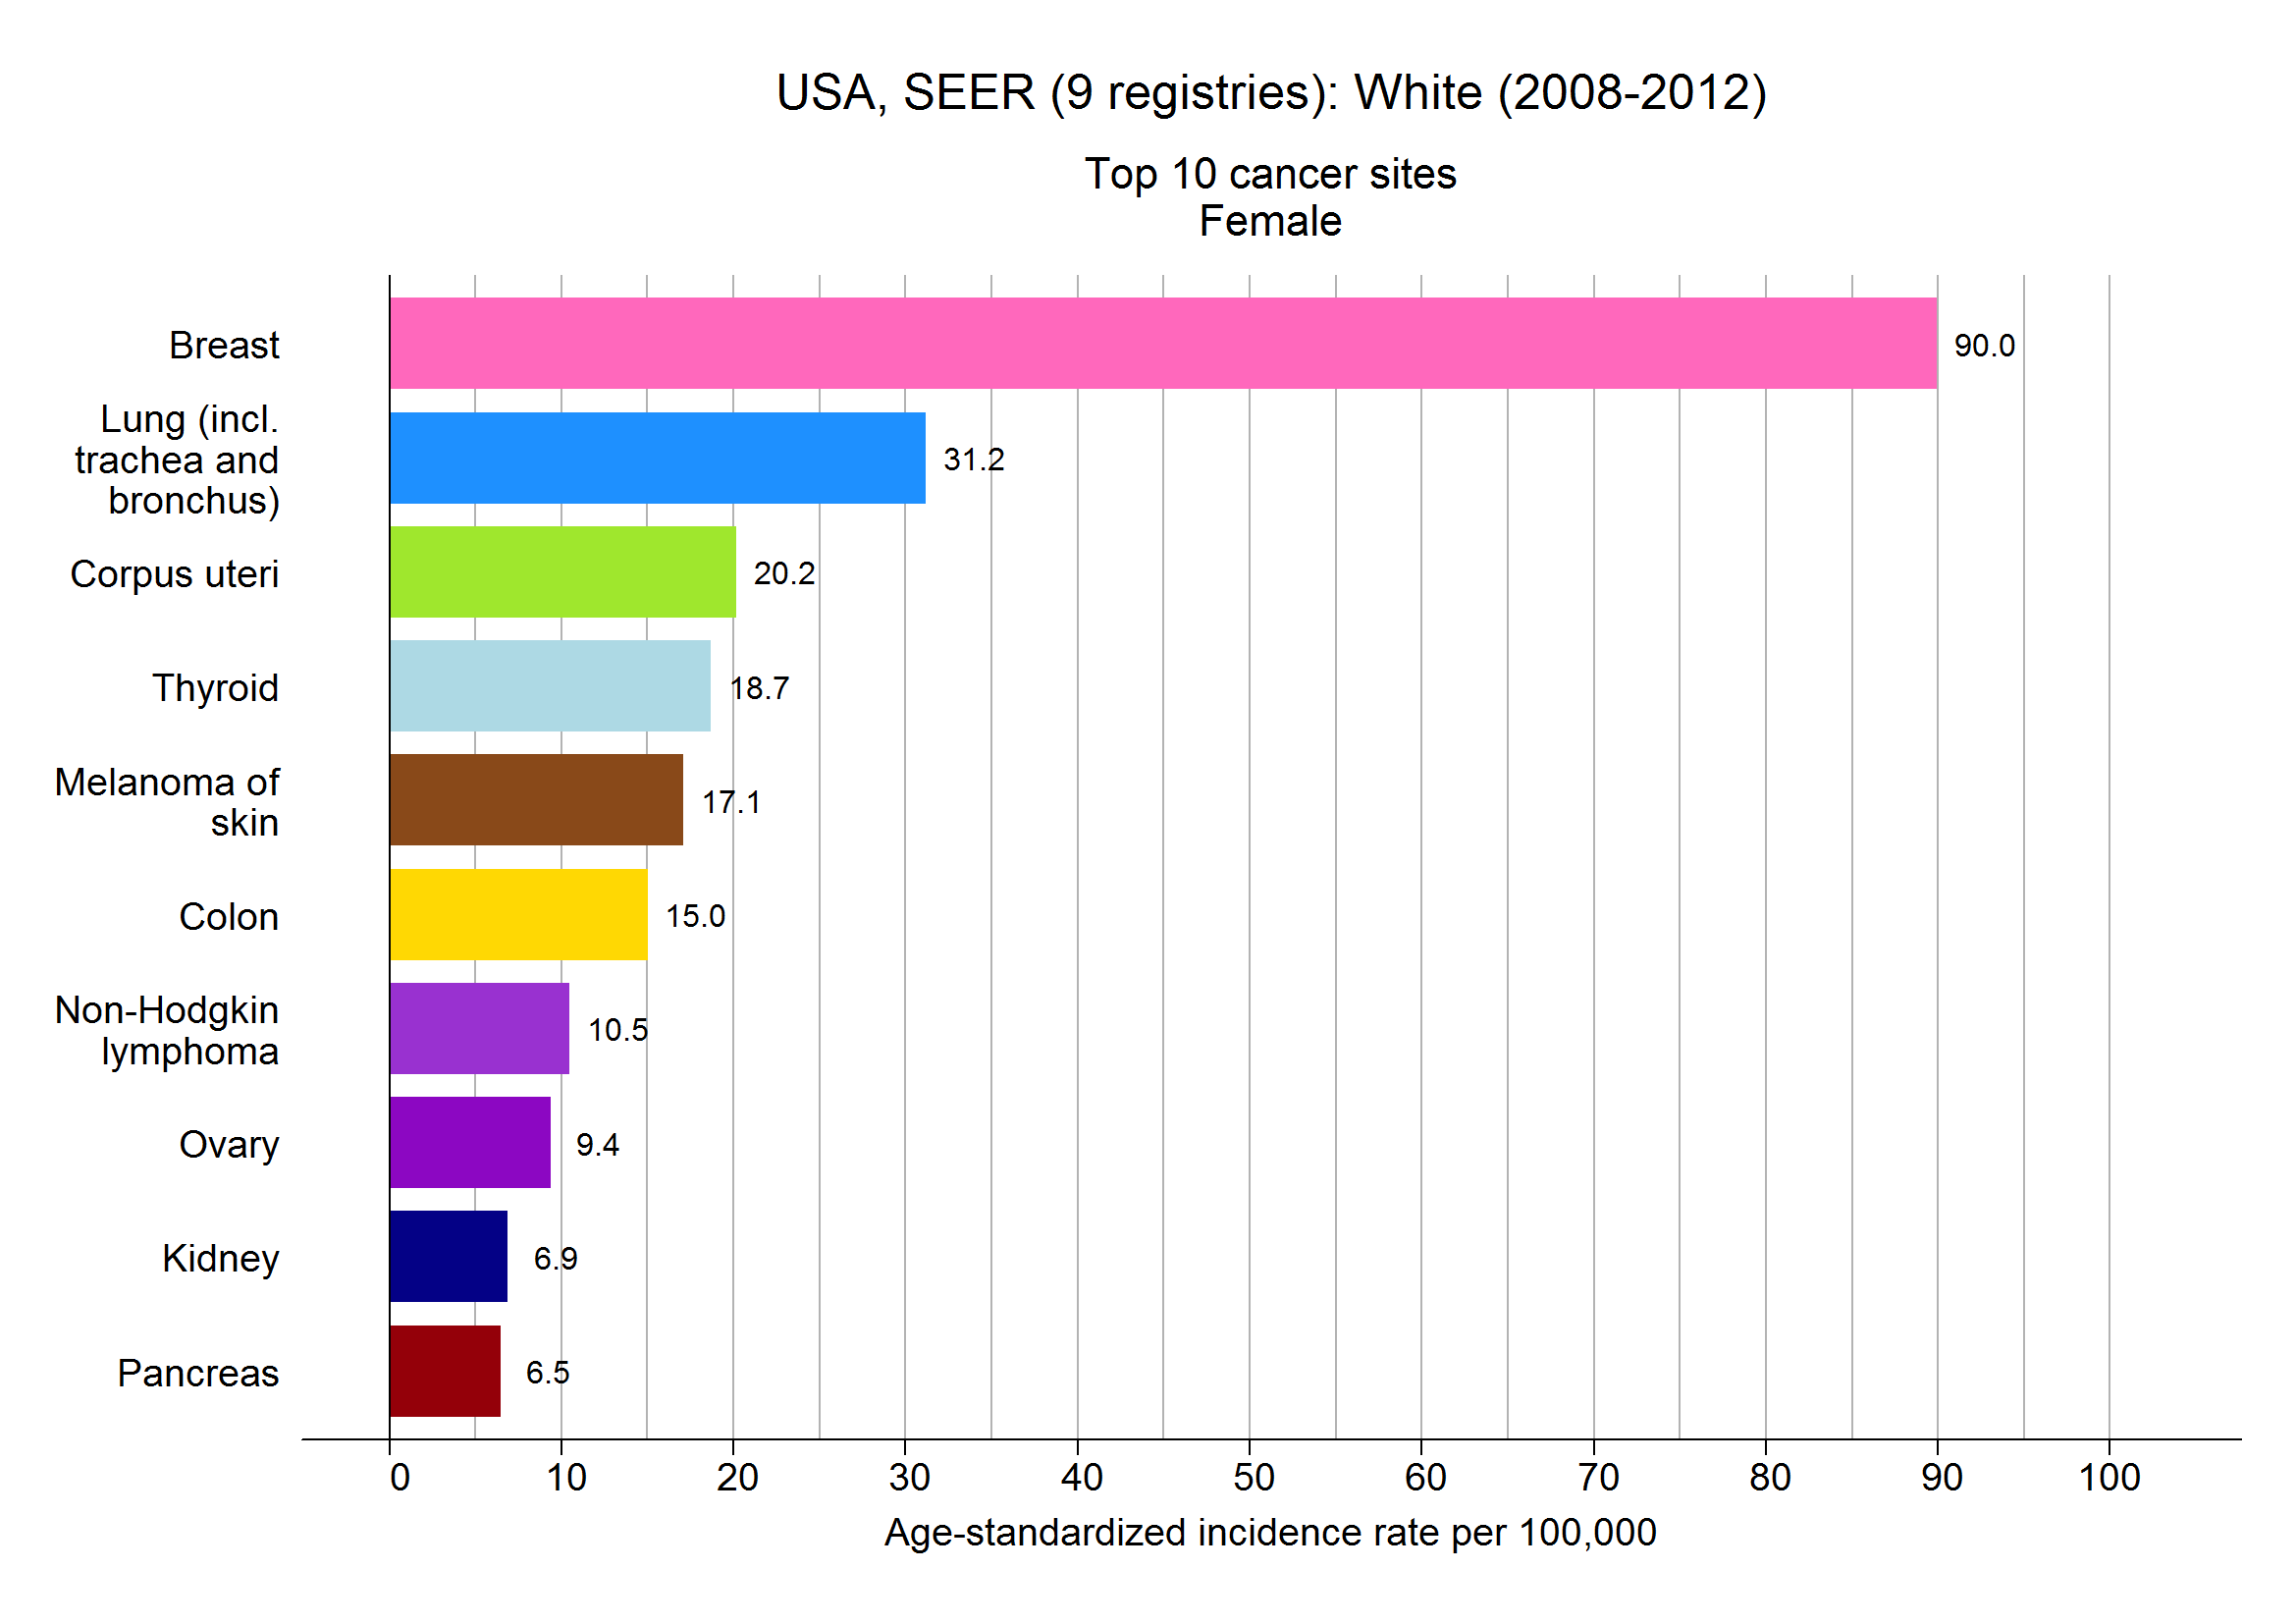 USA, SEER (9 registries): White (2008-2012)
Top 10 cancer sites
Female
Breast
90.0
Lung (incl.
trachea and
bronchus)
31.2
Corpus uteri
20.2
Thyroid
18.7
Melanoma of
skin
17.1
Colon
15.0
Non-Hodgkin
lymphoma
10.5
Ovary
9.4
Kidney
6.9
Pancreas
6.5
0 10 20 30 40 50 60 70 80 90 100
Age-standardized incidence rate per 100,000